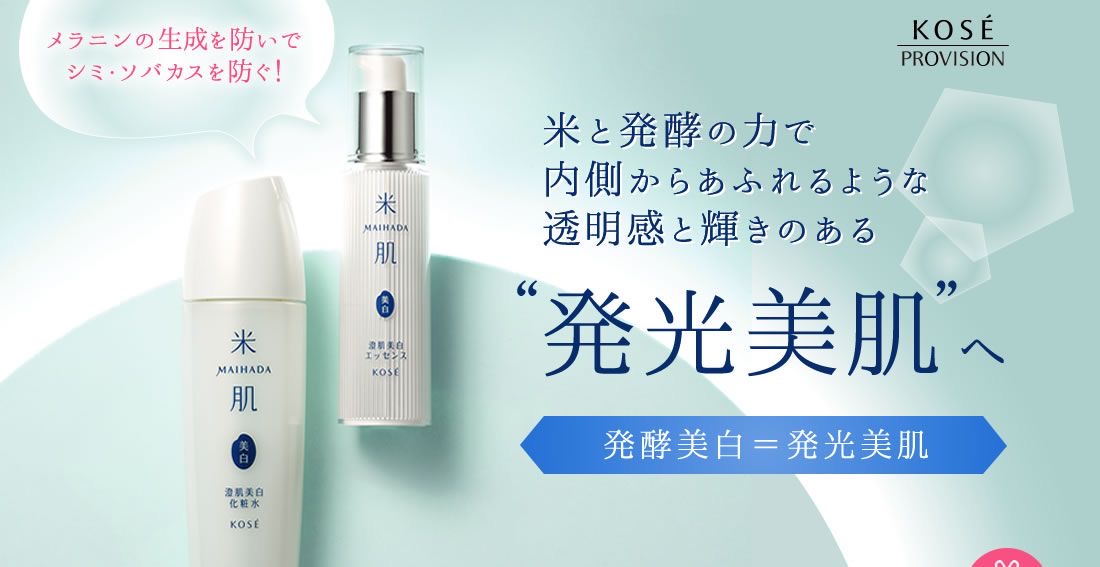 メラニンの生成を防いで
シミ・ソバカスを防ぐ!
KOSÉ
PROVISION
米と発酵の力で
内側からあふれるような
透明感と輝きのある
“発光美肌”へ
発酵美白＝発光美肌
米
MAIHADA
肌
美白
澄肌美白
エッセンス
KOSÉ
米
MAIHADA
肌
美白
澄肌美白
化粧水
KOSÉ